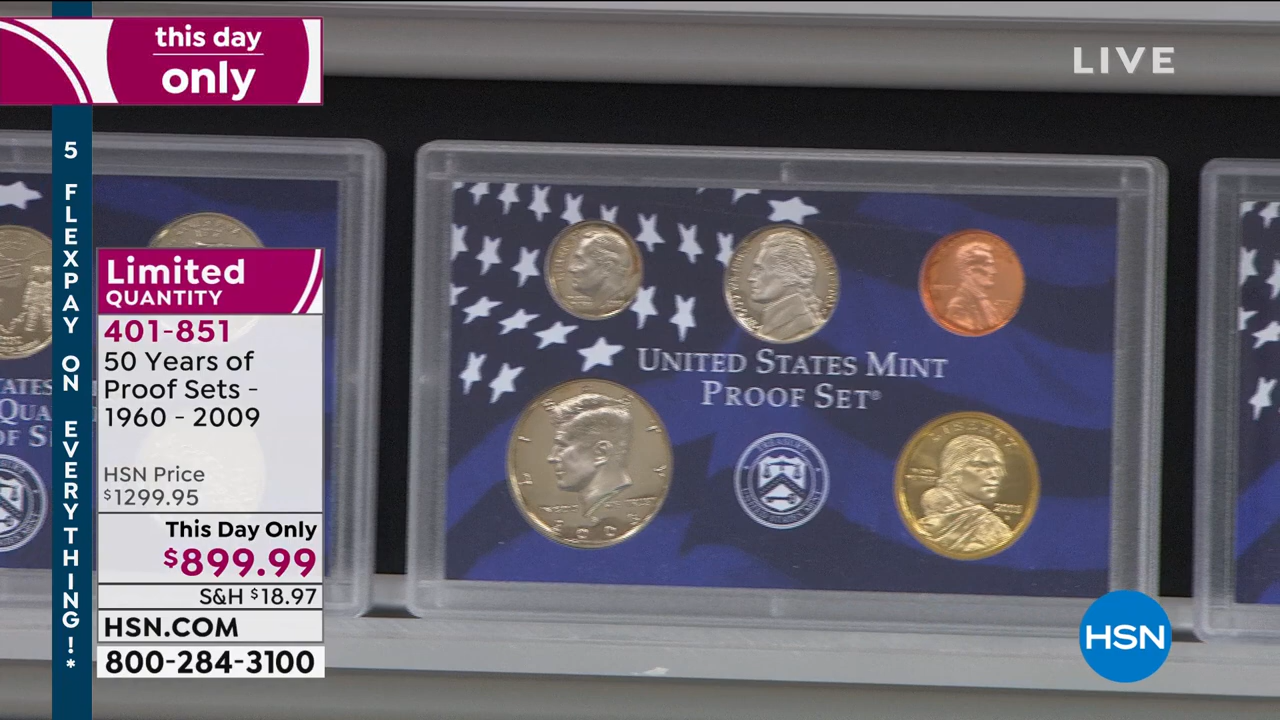 this day
only
LIVE
5 FLEXPAY ON EVERYTHING!*
Limited
QUANTITY
401-851
50 Years of
Proof Sets -
1960 - 2009
HSN Price
$1299.95
This Day Only
$899.99
S&H $18.97
HSN.COM
800-284-3100
UNITED STATES MINT
PROOF SET®
HSN